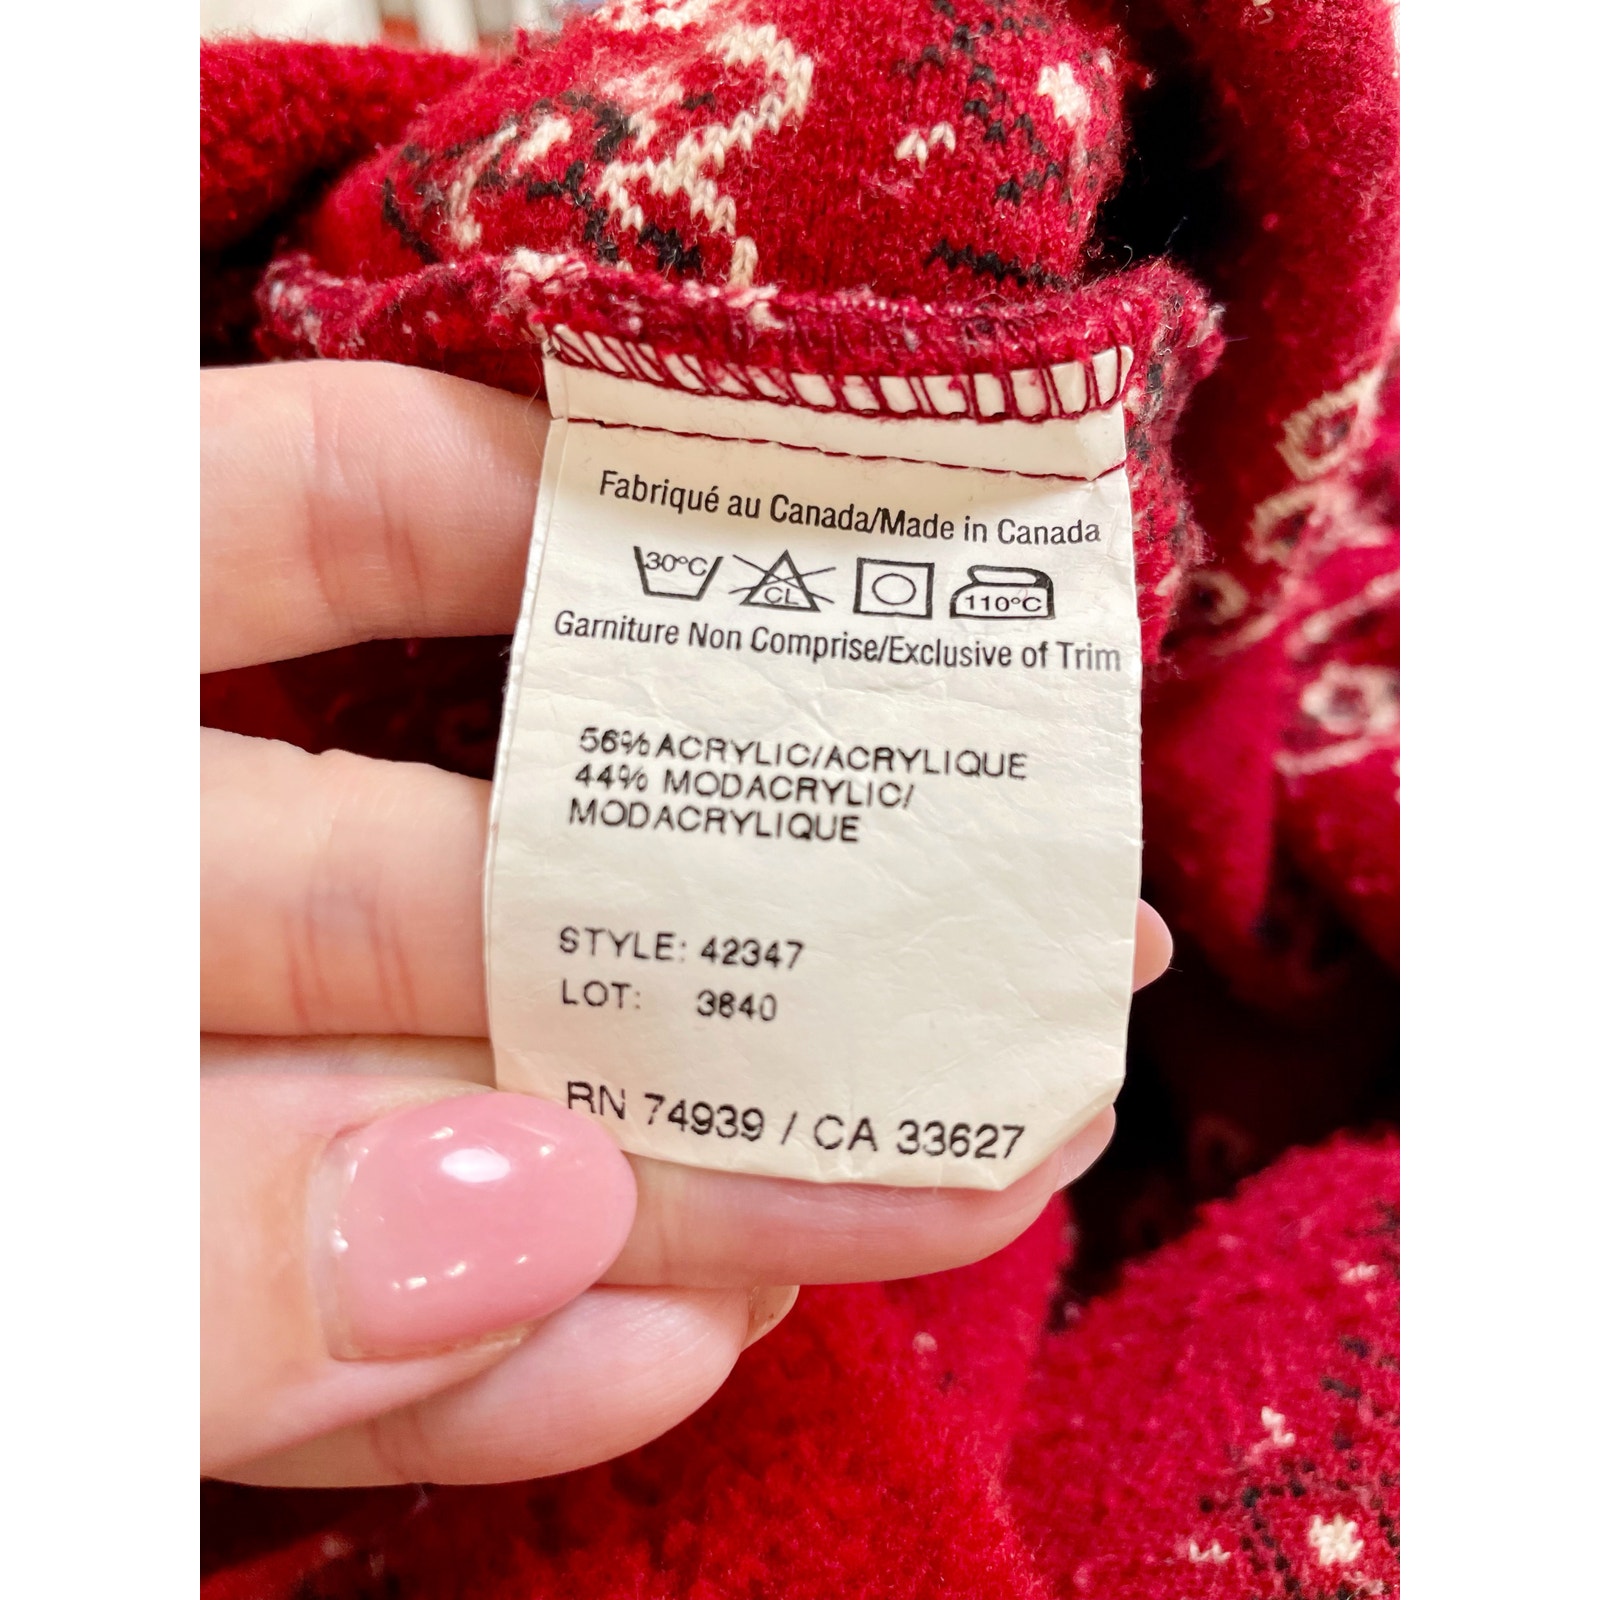 Fabriqué au Canada/Made in Canada
30°C CL 110°C
Garniture Non Comprise/Exclusive of Trim
56% ACRYLIC/ACRYLIQUE
44% MODACRYLIC/
MODACRYLIQUE
STYLE: 42347
LOT: 3840
RN 74939 / CA 33627